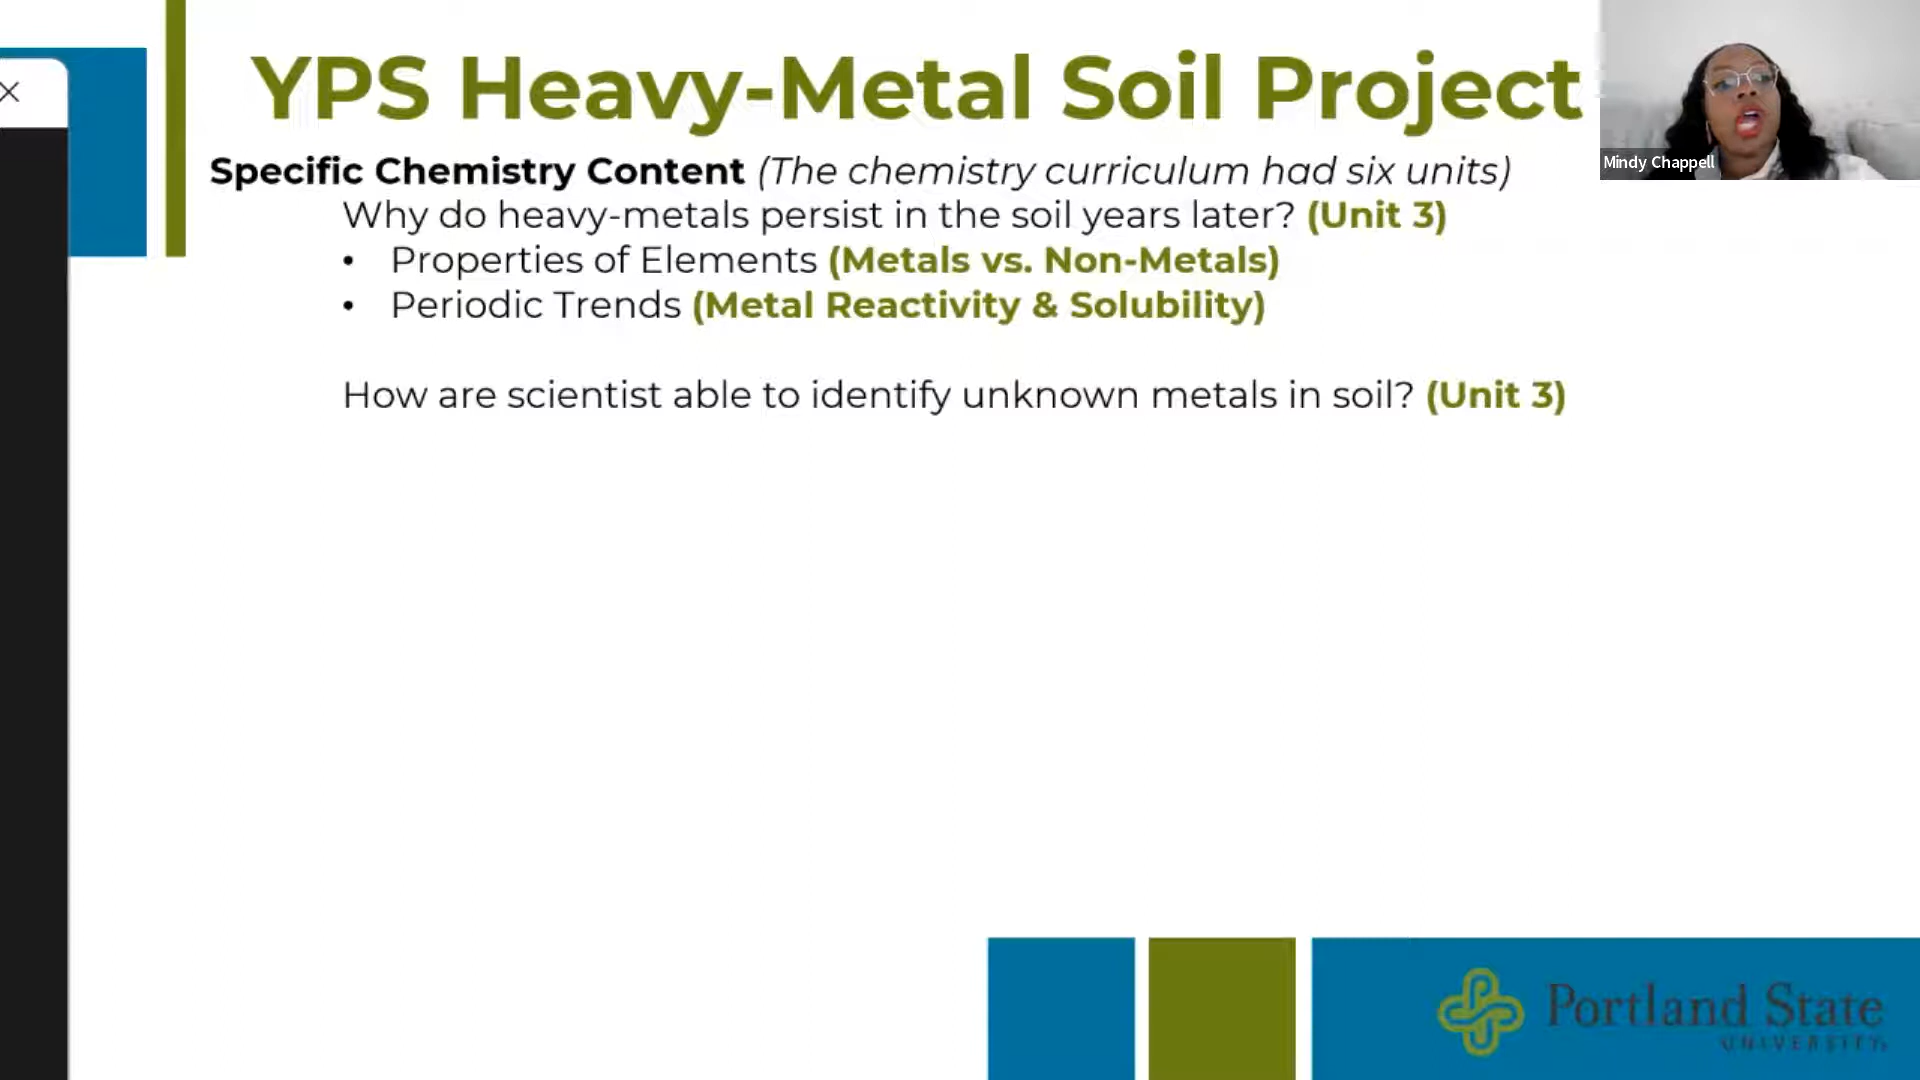 YPS Heavy-Metal Soil Project
Mindy Chappell
Specific Chemistry Content (The chemistry curriculum had six units)
Why do heavy-metals persist in the soil years later? (Unit 3)
• Properties of Elements (Metals vs. Non-Metals)
• Periodic Trends (Metal Reactivity & Solubility)
How are scientist able to identify unknown metals in soil? (Unit 3)
Portland State
UNIVERSITY